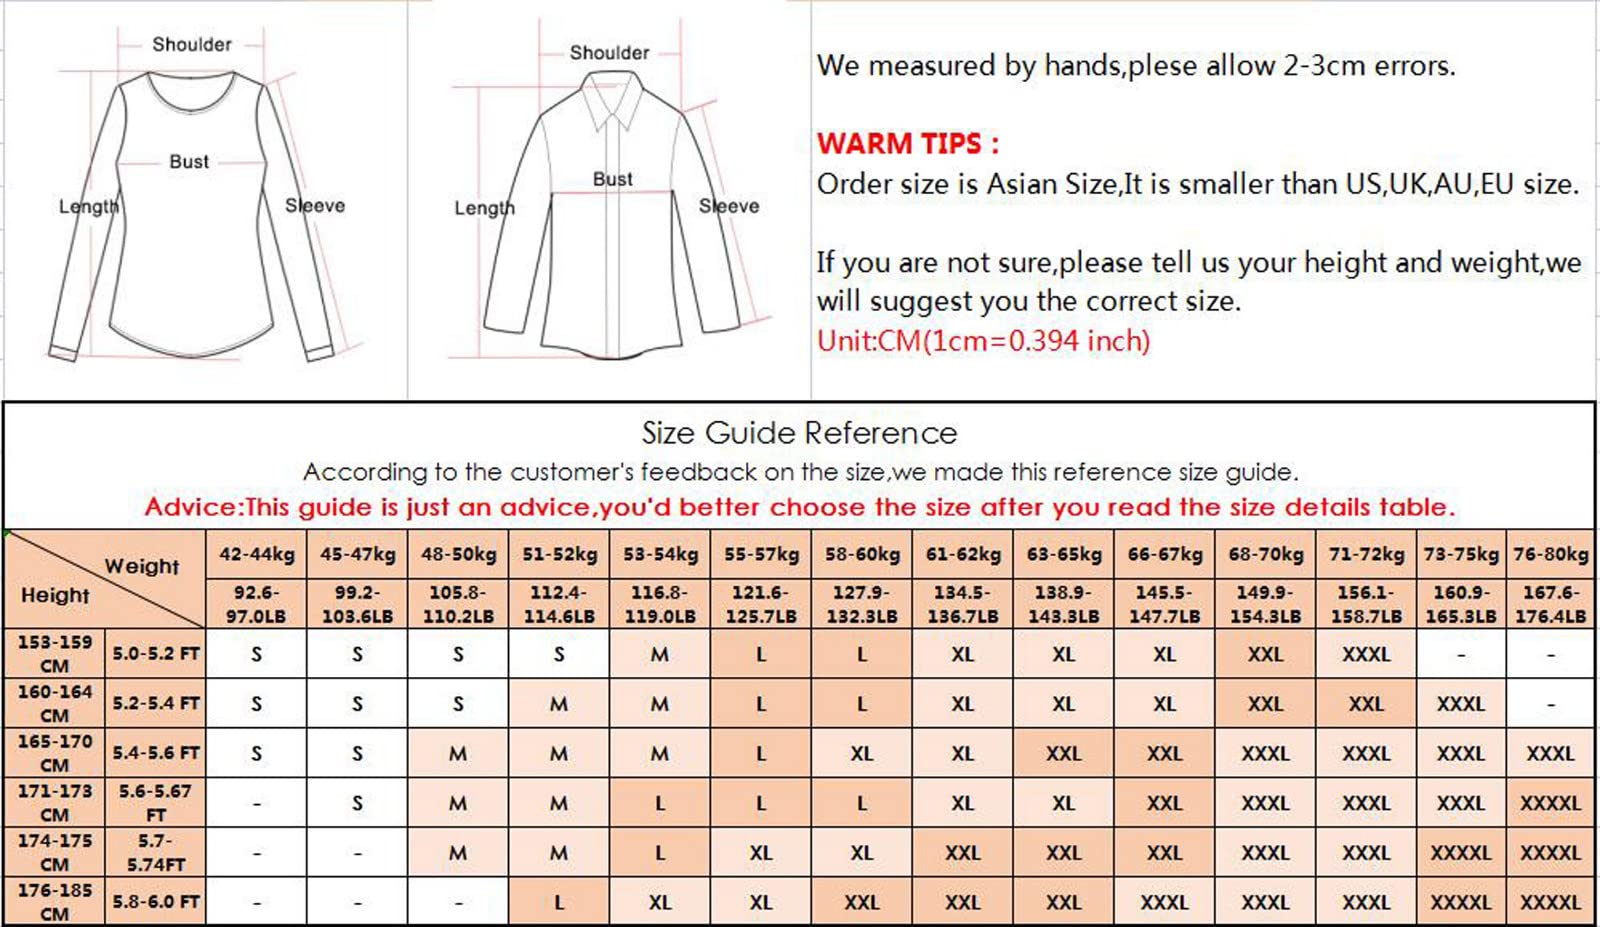 Shoulder
Bust
Length
Sleeve
Shoulder
Bust
Length
Sleeve
We measured by hands,plese allow 2-3cm errors.
WARM TIPS :
Order size is Asian Size,It is smaller than US,UK,AU,EU size.
If you are not sure,please tell us your height and weight,we
will suggest you the correct size.
Unit:CM(1cm=0.394 inch)
Size Guide Reference
According to the customer's feedback on the size,we made this reference size guide.
Advice:This guide is just an advice,you'd better choose the size after you read the size details table.
Weight 42-44kg 45-47kg 48-50kg 51-52kg 53-54kg 55-57kg 58-60kg 61-62kg 63-65kg 66-67kg 68-70kg 71-72kg 73-75kg 76-80kg
Height 92.6-97.0LB 99.2-103.6LB 105.8-110.2LB 112.4-114.6LB 116.8-119.0LB 121.6-125.7LB 127.9-132.3LB 134.5-136.7LB 138.9-143.3LB 145.5-147.7LB 149.9-154.3LB 156.1-158.7LB 160.9-165.3LB 167.6-176.4LB
153-159 CM 5.0-5.2 FT S S S S M L L XL XL XL XXL XXXL - -
160-164 CM 5.2-5.4 FT S S S M M L L XL XL XL XXL XXL XXXL -
165-170 CM 5.4-5.6 FT S S M M M L XL XL XXL XXL XXXL XXXL XXXL XXXL
171-173 CM 5.6-5.67 FT - S M M L L L XL XL XXL XXXL XXXL XXXL XXXXL
174-175 CM 5.7-5.74FT - - M M L XL XL XXL XXL XXL XXXL XXXL XXXXL XXXXL
176-185 CM 5.8-6.0 FT - - - L XL XL XXL XXL XXL XXXL XXXL XXXL XXXXL XXXXL